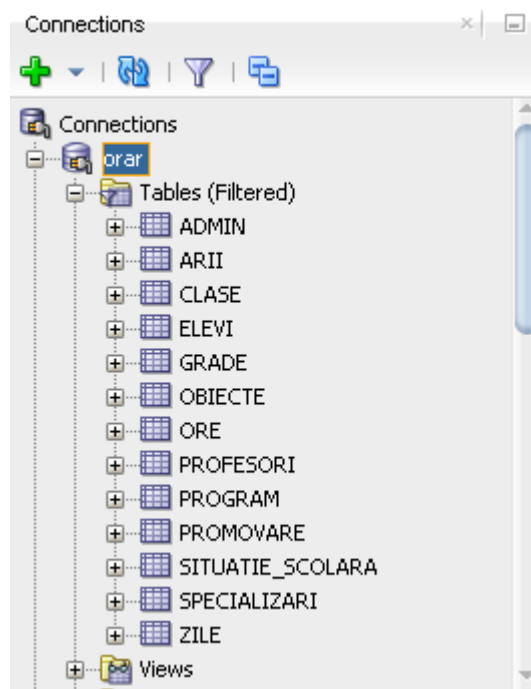 Connections
Connections
orar
Tables (Filtered)
ADMIN
ARII
CLASE
ELEVI
GRADE
OBIECTE
ORE
PROFESORI
PROGRAM
PROMOVARE
SITUATIE_SCOLARA
SPECIALIZARI
ZILE
Views